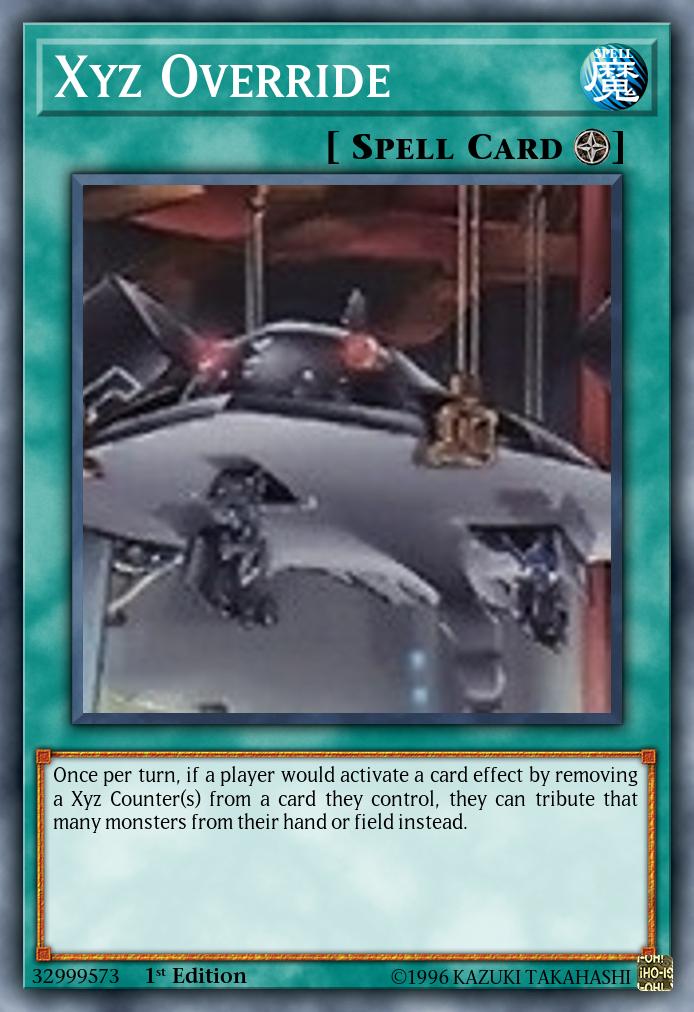 Xyz Override
SPELL
魔
[ Spell Card ]
Once per turn, if a player would activate a card effect by removing
a Xyz Counter(s) from a card they control, they can tribute that
many monsters from their hand or field instead.
32999573 1st Edition ©1996 KAZUKI TAKAHASHI